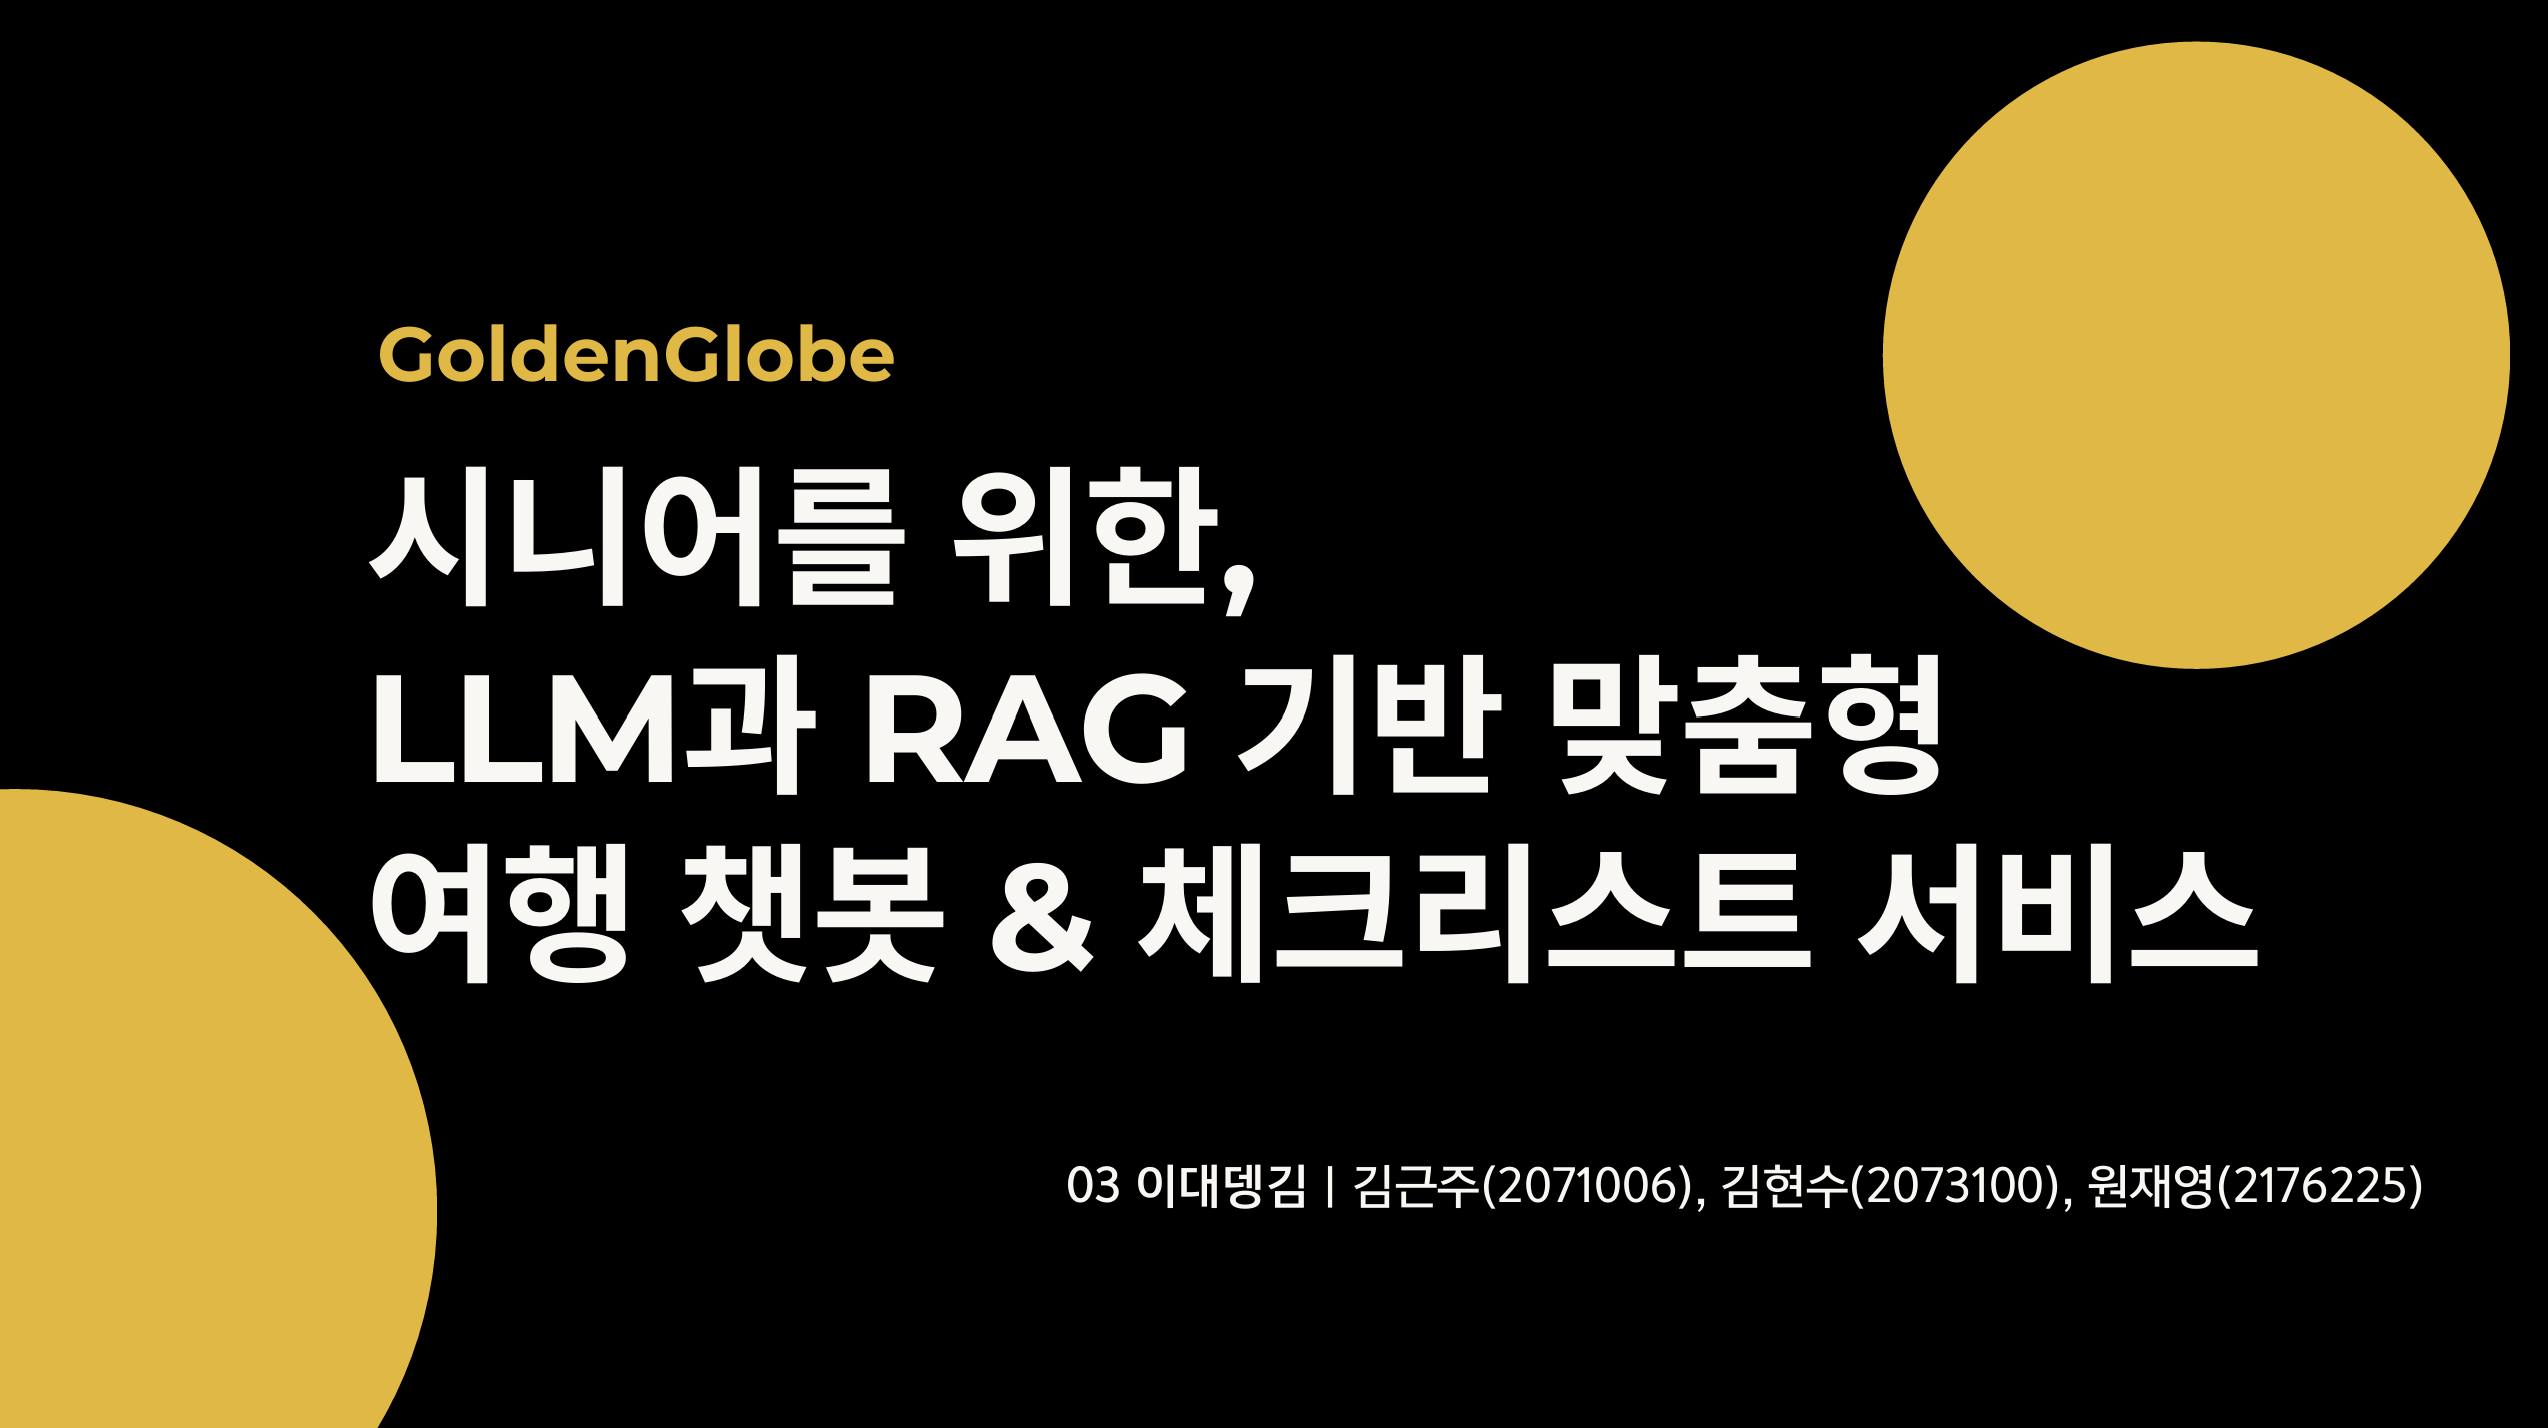 GoldenGlobe
시니어를 위한,
LLM과 RAG 기반 맞춤형
여행 챗봇 & 체크리스트 서비스
03 이대뎅김 | 김근주(2071006), 김현수(2073100), 원재영(2176225)